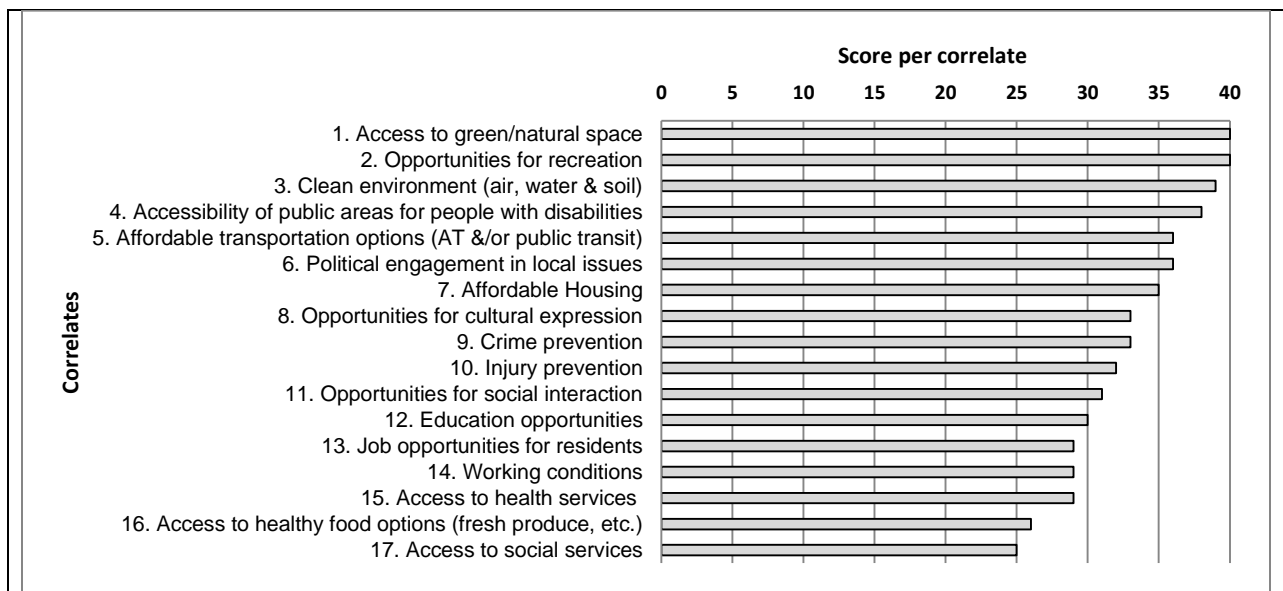 Score per correlate
0 5 10 15 20 25 30 35 40
Correlates
1. Access to green/natural space
2. Opportunities for recreation
3. Clean environment (air, water & soil)
4. Accessibility of public areas for people with disabilities
5. Affordable transportation options (AT &/or public transit)
6. Political engagement in local issues
7. Affordable Housing
8. Opportunities for cultural expression
9. Crime prevention
10. Injury prevention
11. Opportunities for social interaction
12. Education opportunities
13. Job opportunities for residents
14. Working conditions
15. Access to health services
16. Access to healthy food options (fresh produce, etc.)
17. Access to social services